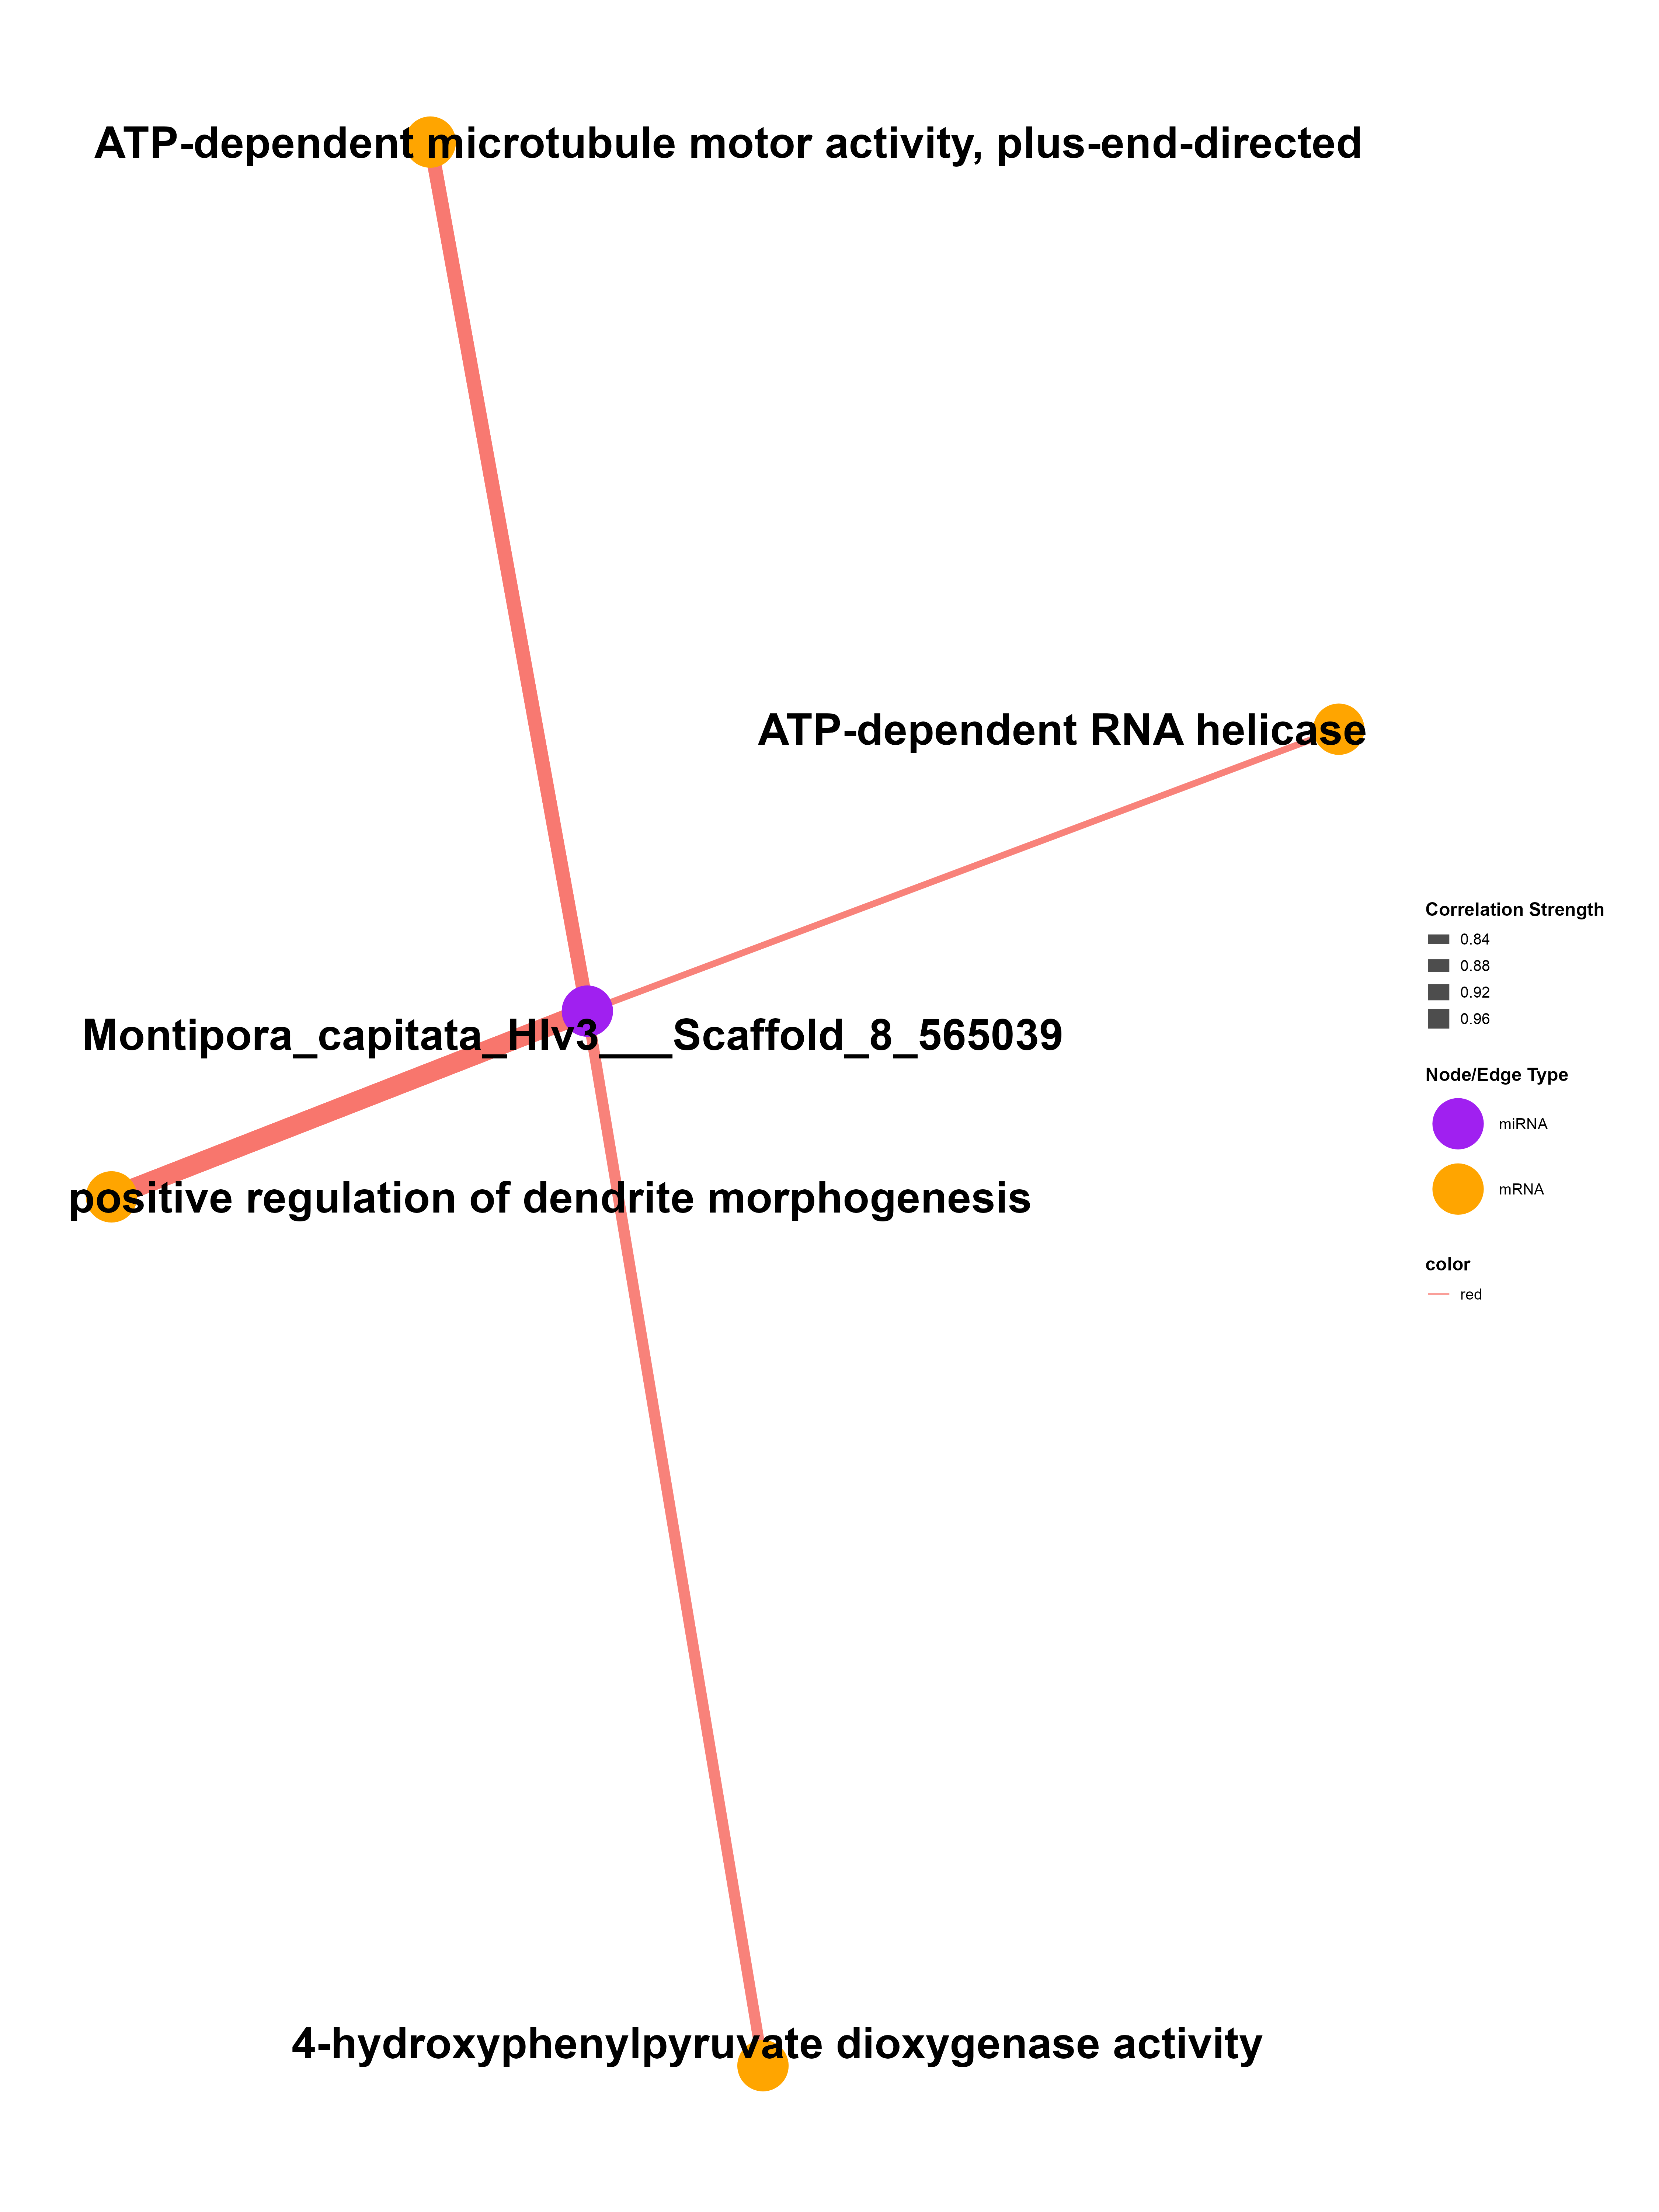 ATP-dependent microtubule motor activity, plus-end-directed
ATP-dependent RNA helicase
Montipora_capitata_HIv3___Scaffold_8_565039
positive regulation of dendrite morphogenesis
4-hydroxyphenylpyruvate dioxygenase activity
Correlation Strength
0.84
0.88
0.92
0.96
Node/Edge Type
miRNA
mRNA
color
red